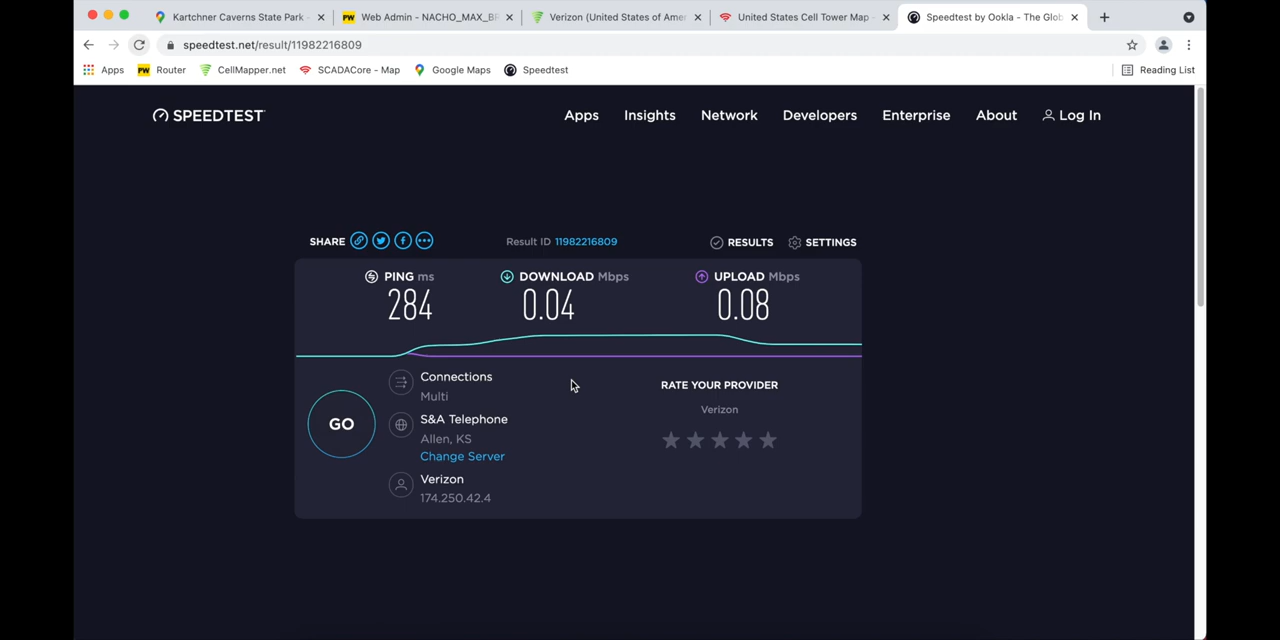 Kartchner Caverns State Park - Web Admin - NACHO_MAX_BR Verizon (United States of Amer United States Cell Tower Map - Speedtest by Ookla - The Glob
speedtest.net/result/11982216809
Apps PW Router CellMapper.net SCADACore - Map Google Maps Speedtest Reading List
SPEEDTEST Apps Insights Network Developers Enterprise About Log In
SHARE Result ID 11982216809 RESULTS SETTINGS
PING ms DOWNLOAD Mbps UPLOAD Mbps
284 0.04 0.08
Connections
Multi
RATE YOUR PROVIDER
Verizon
GO
S&A Telephone
Allen, KS
Change Server
Verizon
174.250.42.4